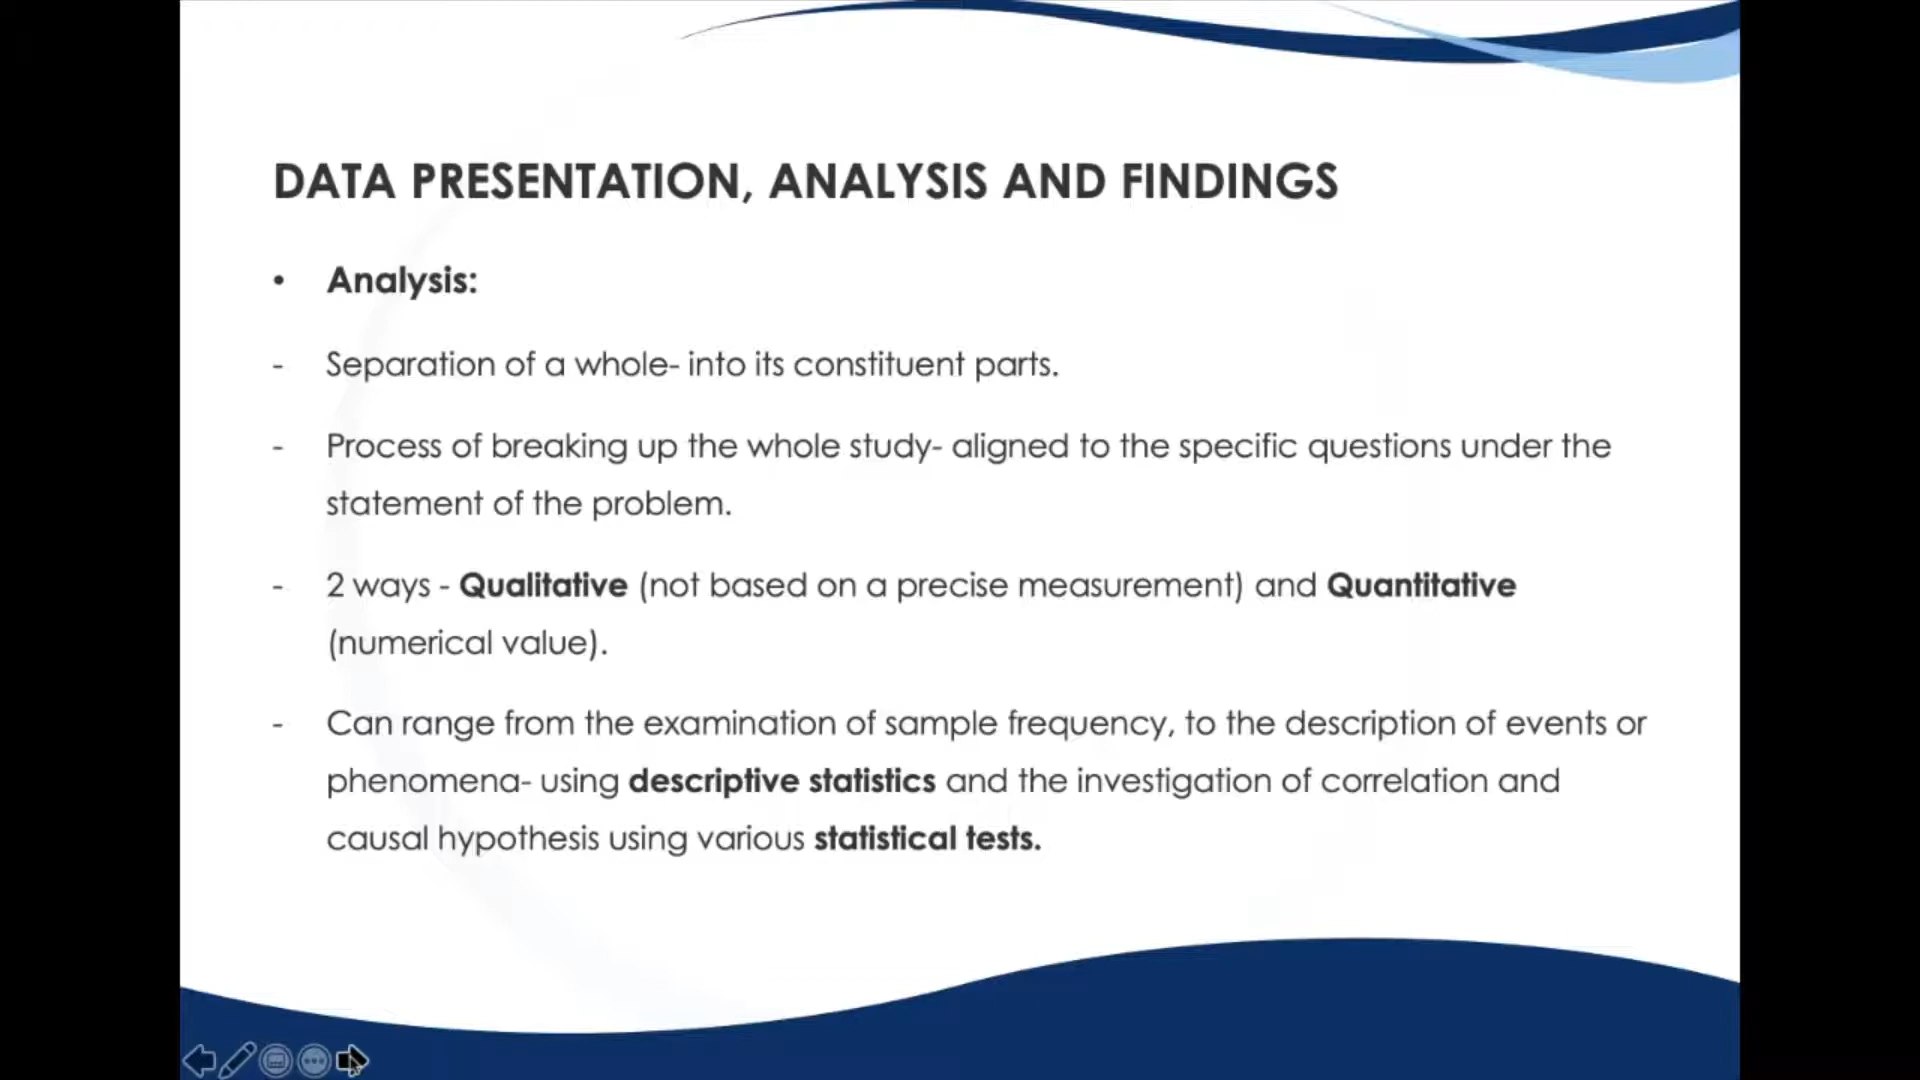 DATA PRESENTATION, ANALYSIS AND FINDINGS
• Analysis:
- Separation of a whole- into its constituent parts.
- Process of breaking up the whole study- aligned to the specific questions under the
statement of the problem.
- 2 ways - Qualitative (not based on a precise measurement) and Quantitative
(numerical value).
- Can range from the examination of sample frequency, to the description of events or
phenomena- using descriptive statistics and the investigation of correlation and
causal hypothesis using various statistical tests.